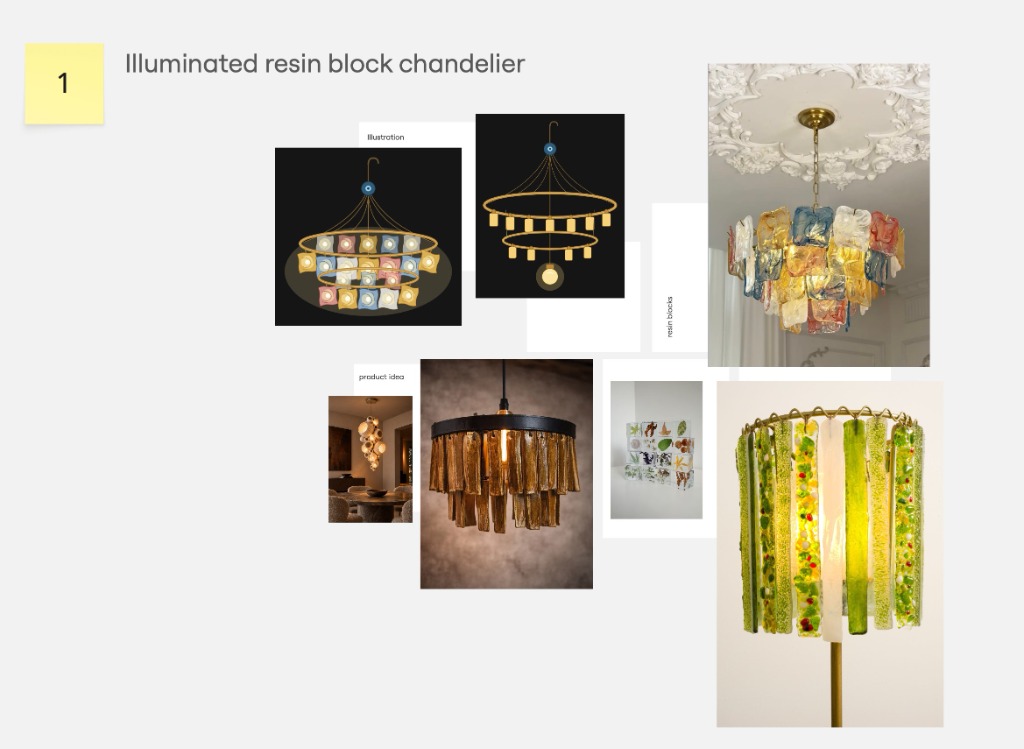 1
Illuminated resin block chandelier
Illustration
resin blocks
product idea